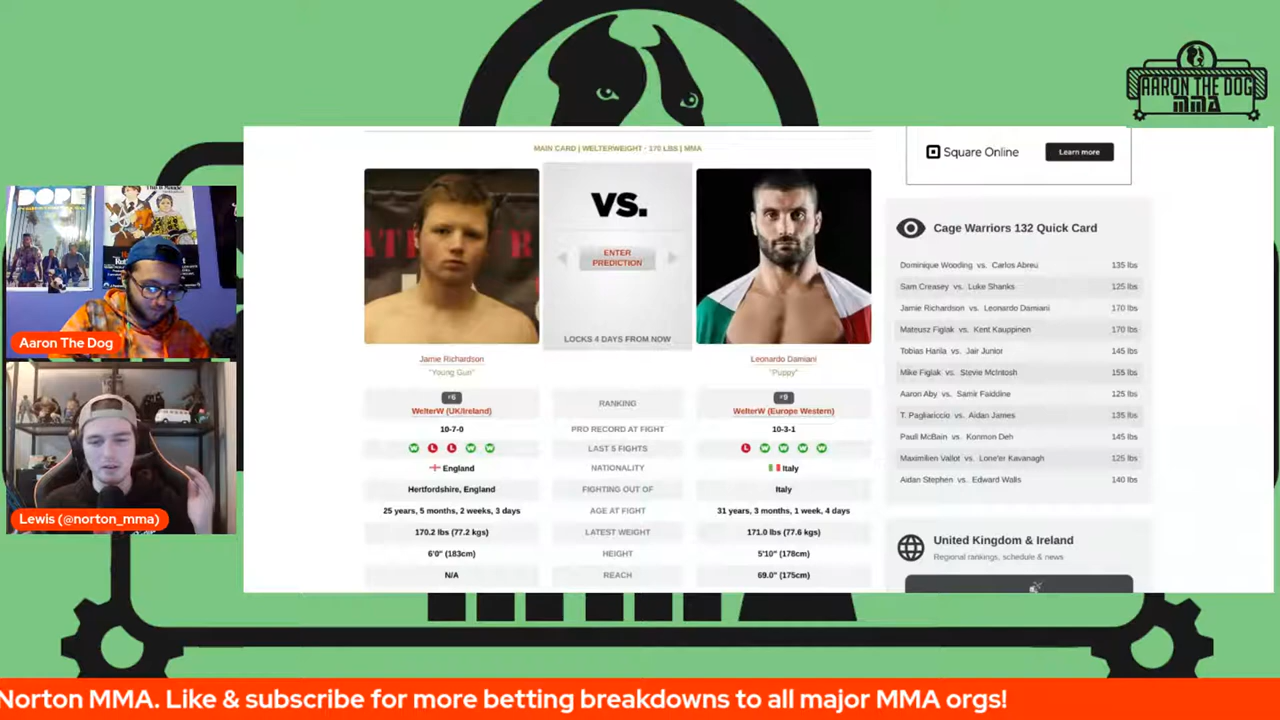 AARON THE DOG
MMA
DOPE
Aaron The Dog
Lewis (@norton_mma)
MAIN CARD | WELTERWEIGHT · 170 LBS | MMA
VS.
ENTER
PREDICTION
LOCKS 4 DAYS FROM NOW
Jamie Richardson
"Young Gun"
Leonardo Damiani
"Puppy"
#6
WelterW (UK/Ireland)
RANKING
#9
WelterW (Europe Western)
10-7-0
PRO RECORD AT FIGHT
10-3-1
W L L W W
LAST 5 FIGHTS
L W W W W
England
NATIONALITY
Italy
Hertfordshire, England
FIGHTING OUT OF
Italy
25 years, 5 months, 2 weeks, 3 days
AGE AT FIGHT
31 years, 3 months, 1 week, 4 days
170.2 lbs (77.2 kgs)
LATEST WEIGHT
171.0 lbs (77.6 kgs)
6'0" (183cm)
HEIGHT
5'10" (178cm)
N/A
REACH
69.0" (175cm)
Square Online
Learn more
Cage Warriors 132 Quick Card
Dominique Wooding vs. Carlos Abreu 135 lbs
Sam Creasey vs. Luke Shanks 125 lbs
Jamie Richardson vs. Leonardo Damiani 170 lbs
Mateusz Figlak vs. Kent Kauppinen 170 lbs
Tobias Harila vs. Jair Junior 145 lbs
Mike Figlak vs. Stevie McIntosh 155 lbs
Aaron Aby vs. Samir Faiddine 125 lbs
T. Pagliariccio vs. Aidan James 135 lbs
Paull McBain vs. Konmon Deh 145 lbs
Maximilien Vallot vs. Lone'er Kavanagh 125 lbs
Aidan Stephen vs. Edward Walls 140 lbs
United Kingdom & Ireland
Regional rankings, schedule & news
Norton MMA. Like & subscribe for more betting breakdowns to all major MMA orgs!